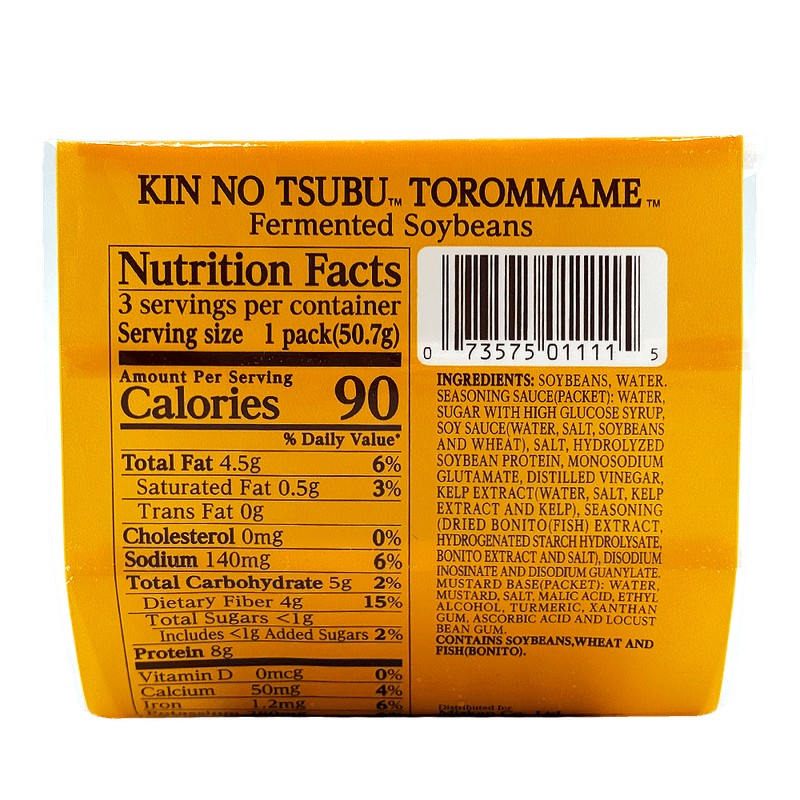 KIN NO TSUBU™ TOROMMAME™
Fermented Soybeans
Nutrition Facts
3 servings per container
Serving size 1 pack(50.7g)
Amount Per Serving
Calories 90
% Daily Value*
Total Fat 4.5g 6%
Saturated Fat 0.5g 3%
Trans Fat 0g
Cholesterol 0mg 0%
Sodium 140mg 6%
Total Carbohydrate 5g 2%
Dietary Fiber 4g 15%
Total Sugars <1g
Includes <1g Added Sugars 2%
Protein 8g
Vitamin D 0mcg 0%
Calcium 50mg 4%
Iron 1.2mg 6%
0 73575 01111 5
INGREDIENTS: SOYBEANS, WATER.
SEASONING SAUCE(PACKET): WATER,
SUGAR WITH HIGH GLUCOSE SYRUP,
SOY SAUCE(WATER, SALT, SOYBEANS
AND WHEAT), SALT, HYDROLYZED
SOYBEAN PROTEIN, MONOSODIUM
GLUTAMATE, DISTILLED VINEGAR,
KELP EXTRACT(WATER, SALT, KELP
EXTRACT AND KELP), SEASONING
(DRIED BONITO(FISH) EXTRACT,
HYDROGENATED STARCH HYDROLYSATE,
BONITO EXTRACT AND SALT), DISODIUM
INOSINATE AND DISODIUM GUANYLATE.
MUSTARD BASE(PACKET): WATER,
MUSTARD, SALT, MALIC ACID, ETHYL
ALCOHOL, TURMERIC, XANTHAN
GUM, ASCORBIC ACID AND LOCUST
BEAN GUM.
CONTAINS SOYBEANS,WHEAT AND
FISH(BONITO).
Distributed for